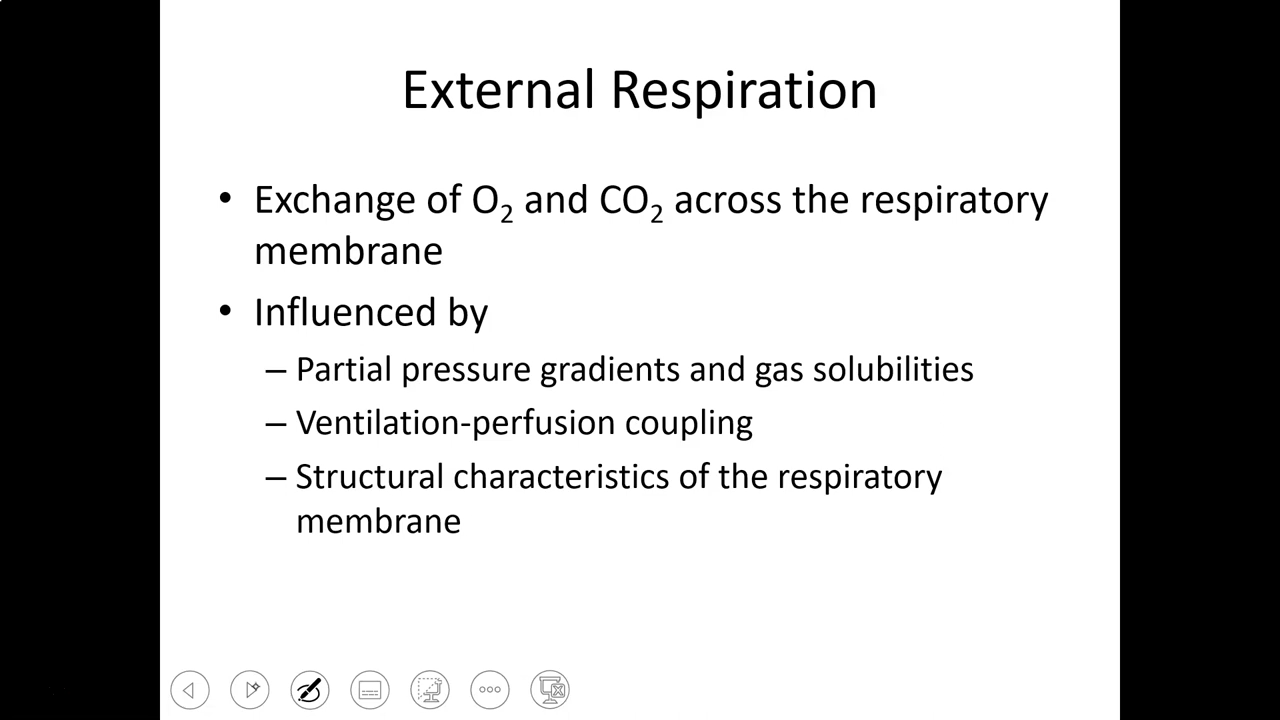 External Respiration
• Exchange of O₂ and CO₂ across the respiratory
membrane
• Influenced by
– Partial pressure gradients and gas solubilities
– Ventilation-perfusion coupling
– Structural characteristics of the respiratory
membrane